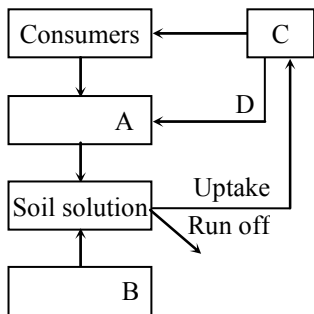 Consumers
C
D
A
Uptake
Soil solution
Run off
B